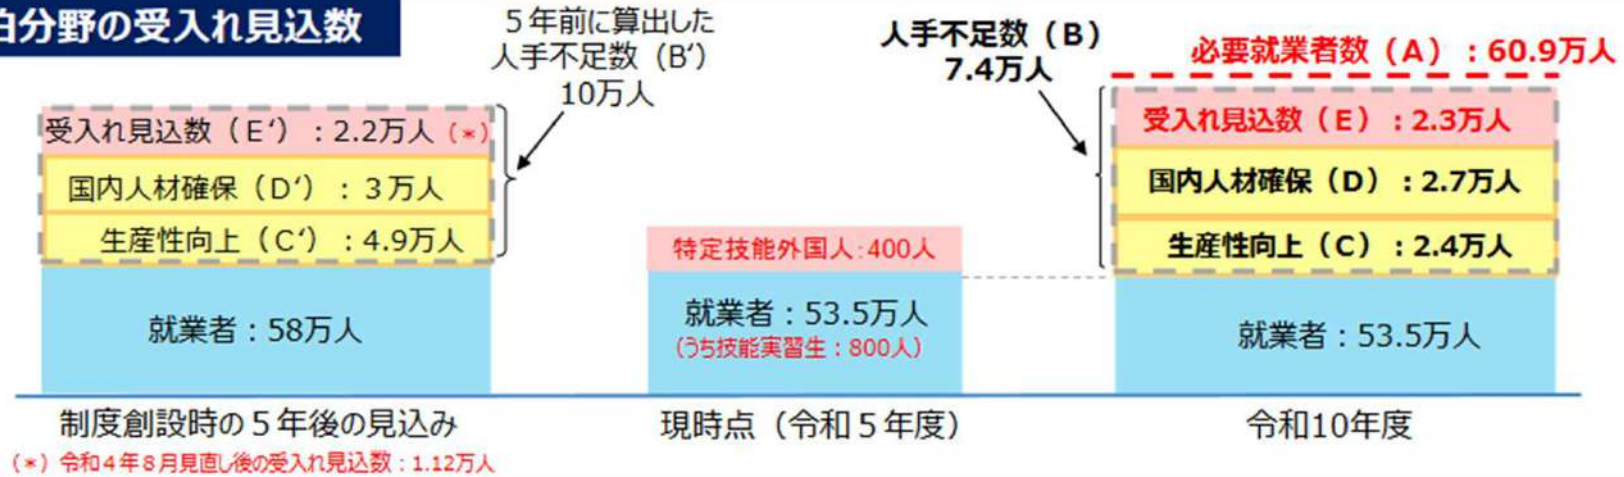 泊分野の受入れ見込数
5年前に算出した
人手不足数（B'）
10万人
人手不足数（B）
7.4万人
必要就業者数（A）：60.9万人
受入れ見込数（E'）：2.2万人（*）
国内人材確保（D'）：3万人
生産性向上（C'）：4.9万人
就業者：58万人
特定技能外国人：400人
就業者：53.5万人
（うち技能実習生：800人）
受入れ見込数（E）：2.3万人
国内人材確保（D）：2.7万人
生産性向上（C）：2.4万人
就業者：53.5万人
制度創設時の5年後の見込み
現時点（令和5年度）
令和10年度
（*）令和4年8月見直し後の受入れ見込数：1.12万人